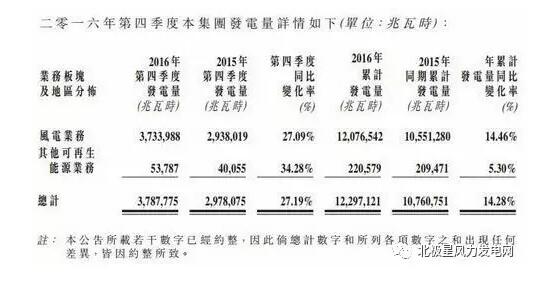 二零一六年第四季度本集團發電量詳情如下(單位：兆瓦時)：
2016年 2015年 第四季度 2016年 2015年 年累計
業務板塊 第四季度 第四季度 同比 累計 同期累計 發電量同比
及地區分佈 發電量 發電量 變化率 發電量 發電量 變化率
(兆瓦時) (兆瓦時) (%) (兆瓦時) (兆瓦時) (%)
風電業務 3,733,988 2,938,019 27.09% 12,076,542 10,551,280 14.46%
其他可再生
能源業務 53,787 40,055 34.28% 220,579 209,471 5.30%
總計 3,787,775 2,978,075 27.19% 12,297,121 10,760,751 14.28%
註：本公告所載若干數字已經約整，因此倘總計數字和所列各項數字之和出現任何
差異，皆因約整所致。
北极星风力发电网